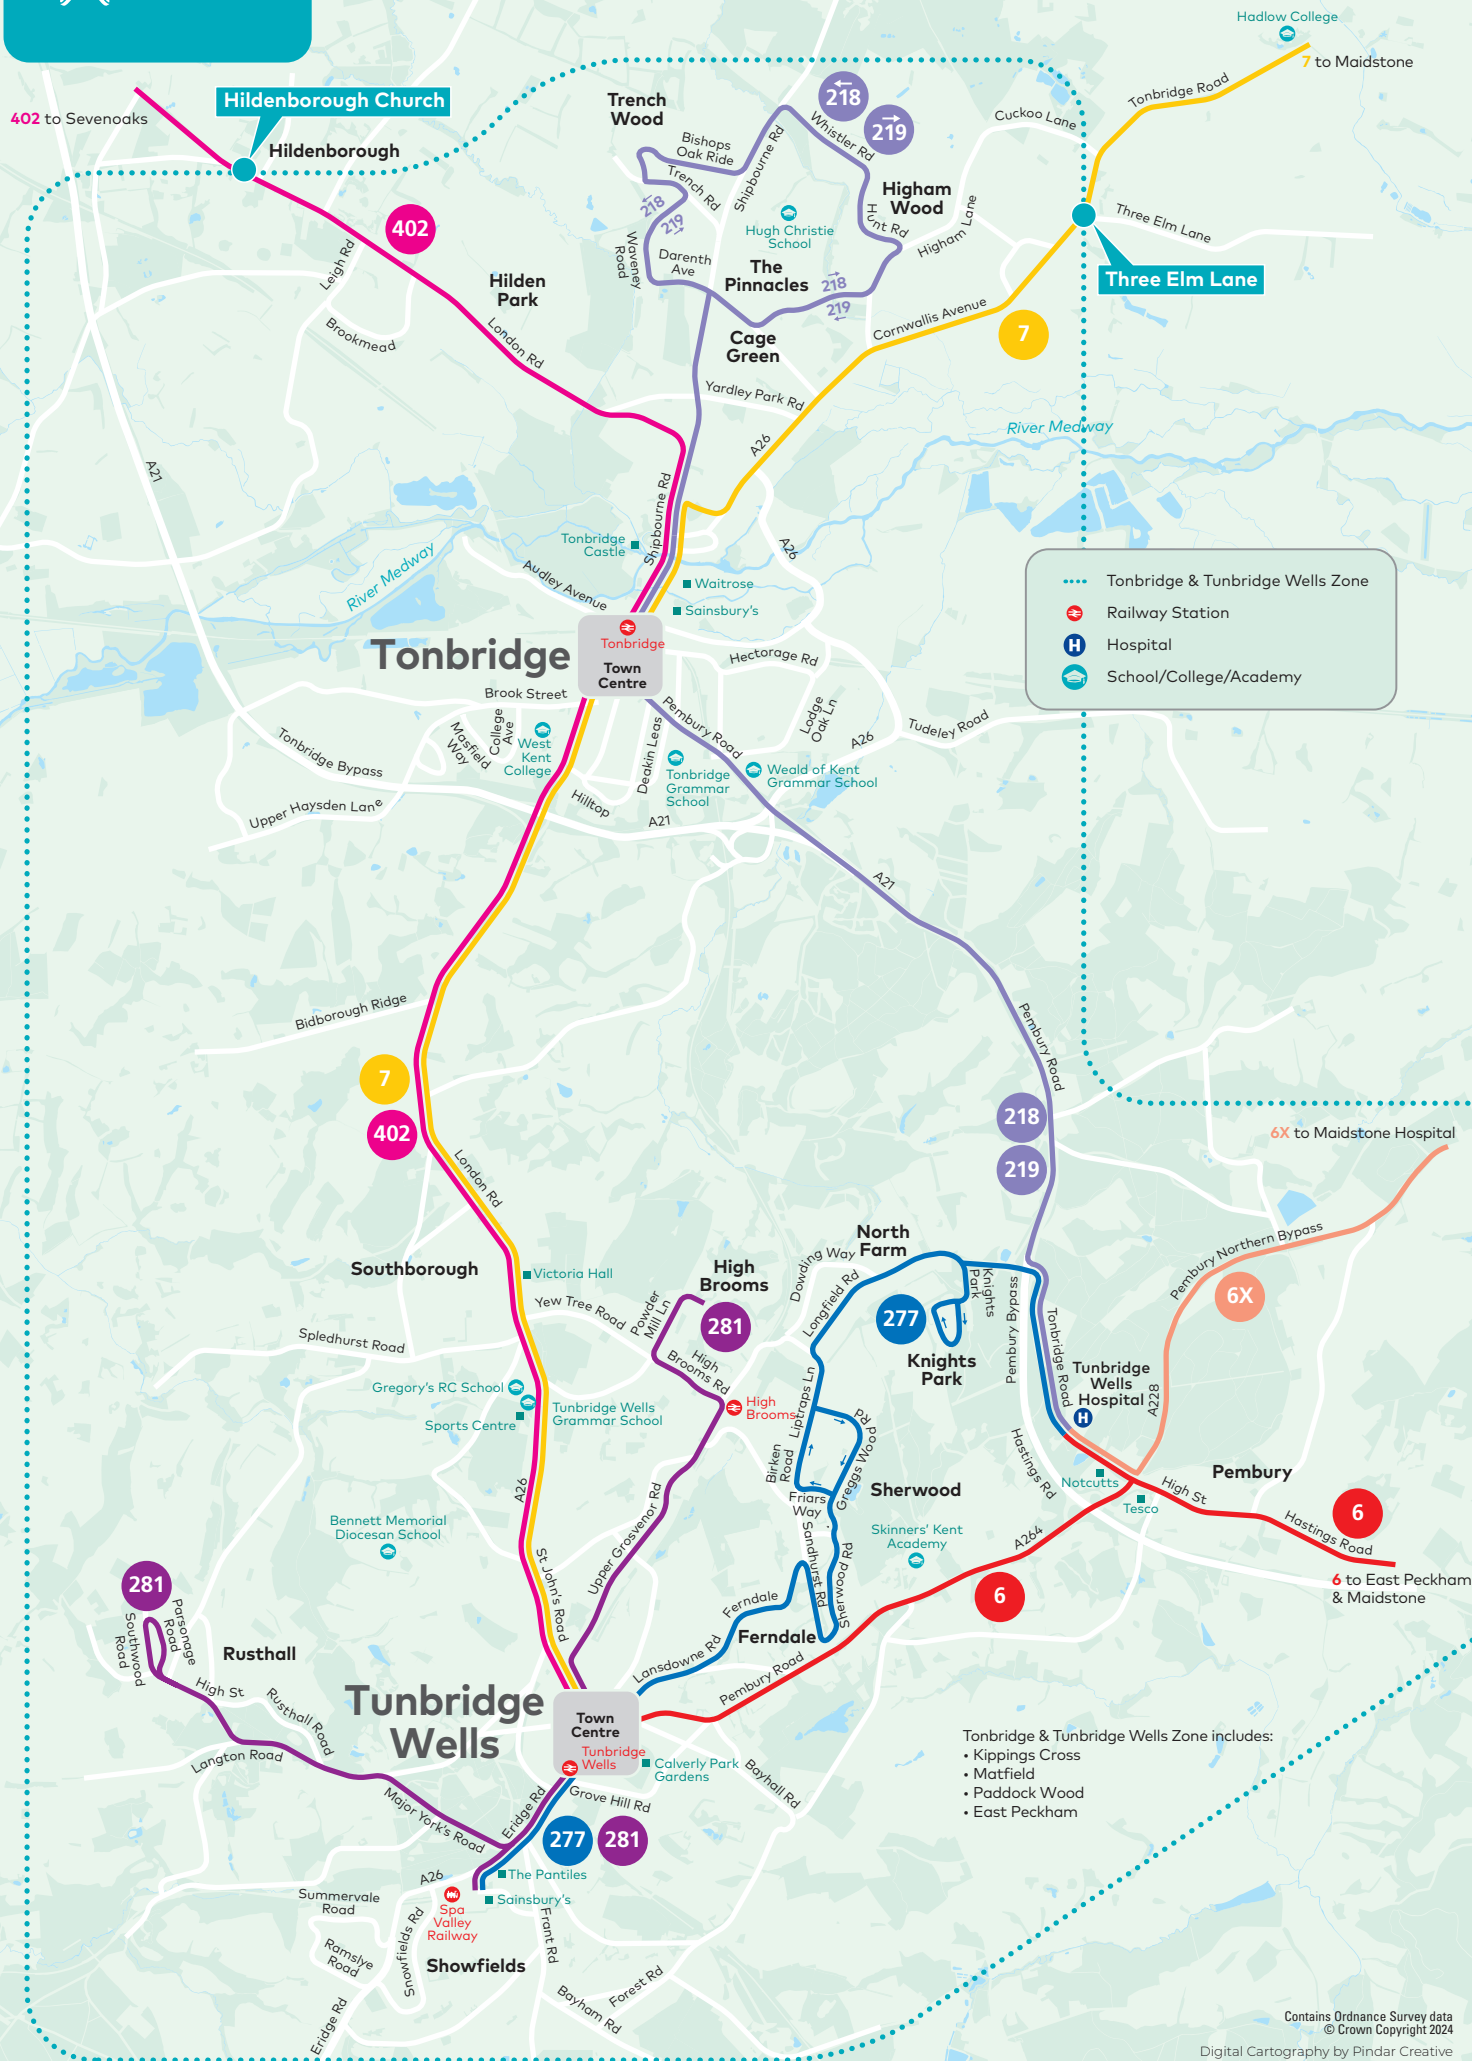 Hadlow College
7 to Maidstone
Tonbridge Road
Hildenborough Church
402 to Sevenoaks
Hildenborough
402
Leigh Rd
Brookmead
Hilden
Park
London Rd
Trench
Wood
Bishops
Oak Ride
Trench Rd
Shipbourne Rd
218
219
Whistler Rd
Cuckoo Lane
Higham
Wood
Hunt Rd
Higham Lane
Three Elm Lane
Three Elm Lane
218
219
Hugh Christie
School
Waveney
Road
Darenth
Ave
The
Pinnacles
218
219
Cage
Green
Cornwallis Avenue
7
Yardley Park Rd
A26
River Medway
A21
River Medway
Shipbourne Rd
Tonbridge
Castle
Audley Avenue
A26
Waitrose
Sainsbury's
Tonbridge & Tunbridge Wells Zone
Railway Station
Hospital
School/College/Academy
Tonbridge
Tonbridge
Town
Centre
Hectorage Rd
Brook Street
Masfield
Way
College
Ave
West
Kent
College
Pembury Road
Lodge
Oak Ln
Tudeley Road
A26
Deakin Leas
Tonbridge
Grammar
School
Weald of Kent
Grammar School
Tonbridge Bypass
Upper Haysden Lane
Hilltop
A21
A21
Bidborough Ridge
Pembury Road
7
402
218
219
London Rd
6X to Maidstone Hospital
Pembury Northern Bypass
6X
Southborough
Victoria Hall
Yew Tree Road
Powder
Mill Ln
High
Brooms
281
High
Brooms Rd
High
Brooms
Dowding Way
North
Farm
Longfield Rd
277
Knights
Park
Knights
Park
Pembury Bypass
Tonbridge Road
Tunbridge
Wells
Hospital
A228
Spledhurst Road
Gregory's RC School
Sports Centre
Tunbridge Wells
Grammar School
Liptraps Ln
Birken
Road
Greggs Woo Rd
Friars
Way
Sherwood
Hastings Rd
Notcutts
Tesco
High St
Pembury
Hastings Road
6
6 to East Peckham
& Maidstone
A26
Bennett Memorial
Diocesan School
St John's Road
Upper Grosvenor Rd
Sandhurst Rd
Sherwood Rd
Skinners' Kent
Academy
A264
6
281
Southwood
Road
Parsonage
Road
Rusthall
High St
Rusthall Road
Langton Road
Ferndale
Ferndale
Lansdowne Rd
Pembury Road
Tunbridge
Wells
Town
Centre
Tunbridge
Wells
Calverly Park
Gardens
Grove Hill Rd
Bayhall Rd
Tonbridge & Tunbridge Wells Zone includes:
• Kippings Cross
• Matfield
• Paddock Wood
• East Peckham
Major York's Road
Eridge Rd
277
281
The Pantiles
Sainsbury's
A26
Summervale
Road
Spa
Valley
Railway
Ramslye
Road
Showfields Rd
Showfields
Frant Rd
Forest Rd
Bayham Rd
Eridge Rd
Contains Ordnance Survey data
© Crown Copyright 2024
Digital Cartography by Pindar Creative